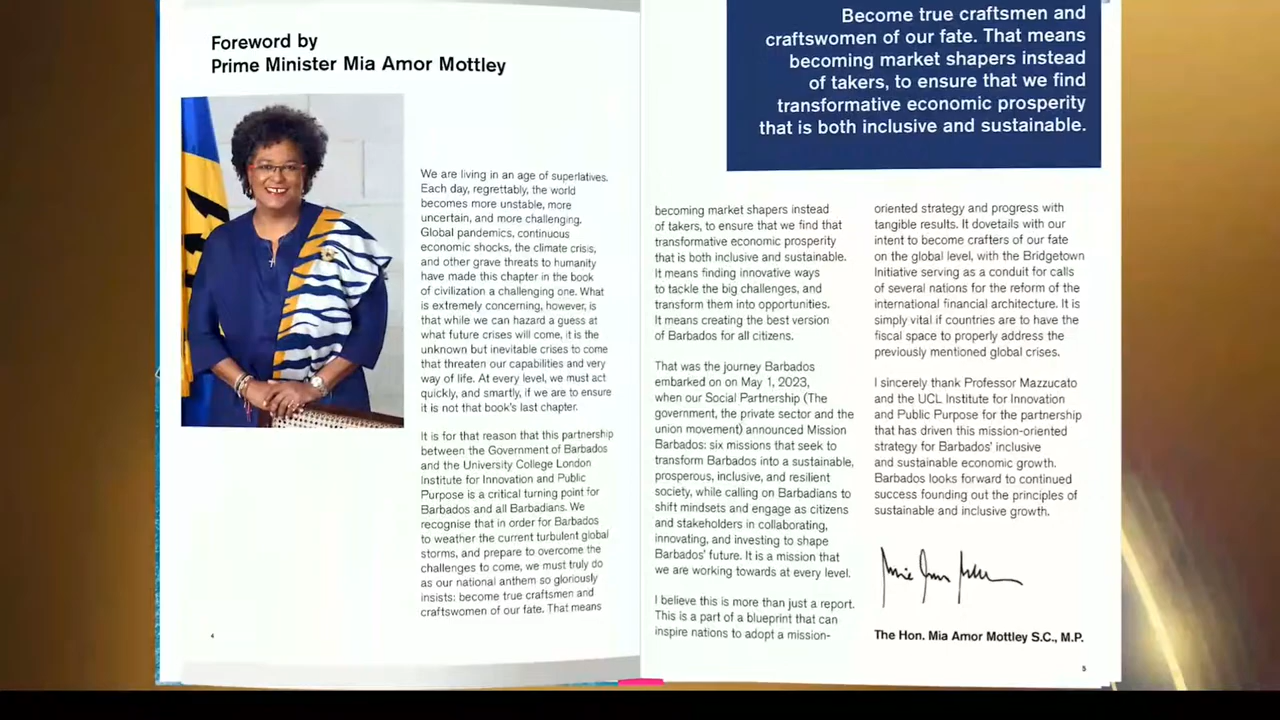 Foreword by
Prime Minister Mia Amor Mottley
We are living in an age of superlatives.
Each day, regrettably, the world
becomes more unstable, more
uncertain, and more challenging.
Global pandemics, continuous
economic shocks, the climate crisis,
and other grave threats to humanity
have made this chapter in the book
of civilization a challenging one. What
is extremely concerning, however, is
that while we can hazard a guess at
what future crises will come, it is the
unknown but inevitable crises to come
that threaten our capabilities and very
way of life. At every level, we must act
quickly, and smartly, if we are to ensure
it is not that book's last chapter.
It is for that reason that this partnership
between the Government of Barbados
and the University College London
Institute for Innovation and Public
Purpose is a critical turning point for
Barbados and all Barbadians. We
recognise that in order for Barbados
to weather the current turbulent global
storms, and prepare to overcome the
challenges to come, we must truly do
as our national anthem so gloriously
insists: become true craftsmen and
craftswomen of our fate. That means
4
Become true craftsmen and
craftswomen of our fate. That means
becoming market shapers instead
of takers, to ensure that we find
transformative economic prosperity
that is both inclusive and sustainable.
becoming market shapers instead
of takers, to ensure that we find that
transformative economic prosperity
that is both inclusive and sustainable.
It means finding innovative ways
to tackle the big challenges, and
transform them into opportunities.
It means creating the best version
of Barbados for all citizens.
That was the journey Barbados
embarked on on May 1, 2023,
when our Social Partnership (The
government, the private sector and the
union movement) announced Mission
Barbados: six missions that seek to
transform Barbados into a sustainable,
prosperous, inclusive, and resilient
society, while calling on Barbadians to
shift mindsets and engage as citizens
and stakeholders in collaborating,
innovating, and investing to shape
Barbados' future. It is a mission that
we are working towards at every level.
I believe this is more than just a report.
This is a part of a blueprint that can
inspire nations to adopt a mission-
oriented strategy and progress with
tangible results. It dovetails with our
intent to become crafters of our fate
on the global level, with the Bridgetown
Initiative serving as a conduit for calls
of several nations for the reform of the
international financial architecture. It is
simply vital if countries are to have the
fiscal space to properly address the
previously mentioned global crises.
I sincerely thank Professor Mazzucato
and the UCL Institute for Innovation
and Public Purpose for the partnership
that has driven this mission-oriented
strategy for Barbados' inclusive
and sustainable economic growth.
Barbados looks forward to continued
success founding out the principles of
sustainable and inclusive growth.
The Hon. Mia Amor Mottley S.C., M.P.
5